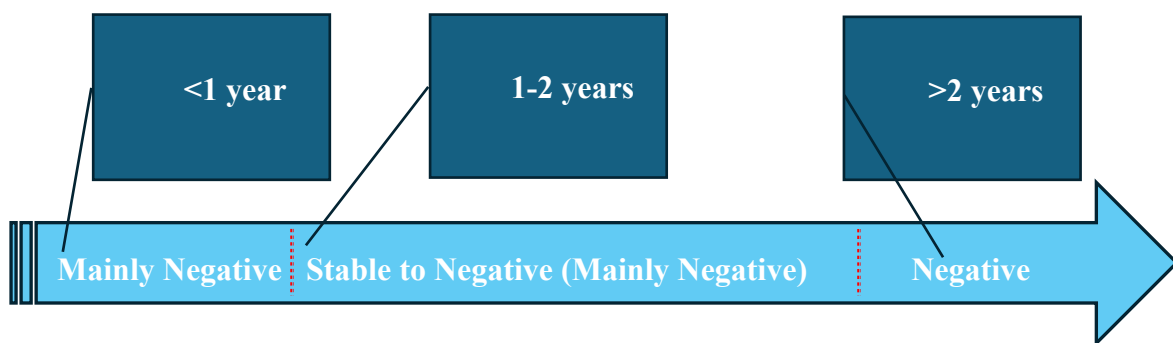 <1 year
1-2 years
>2 years
Mainly Negative
Stable to Negative (Mainly Negative)
Negative